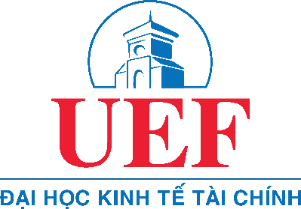 UEF
ĐẠI HỌC KINH TẾ TÀI CHÍNH